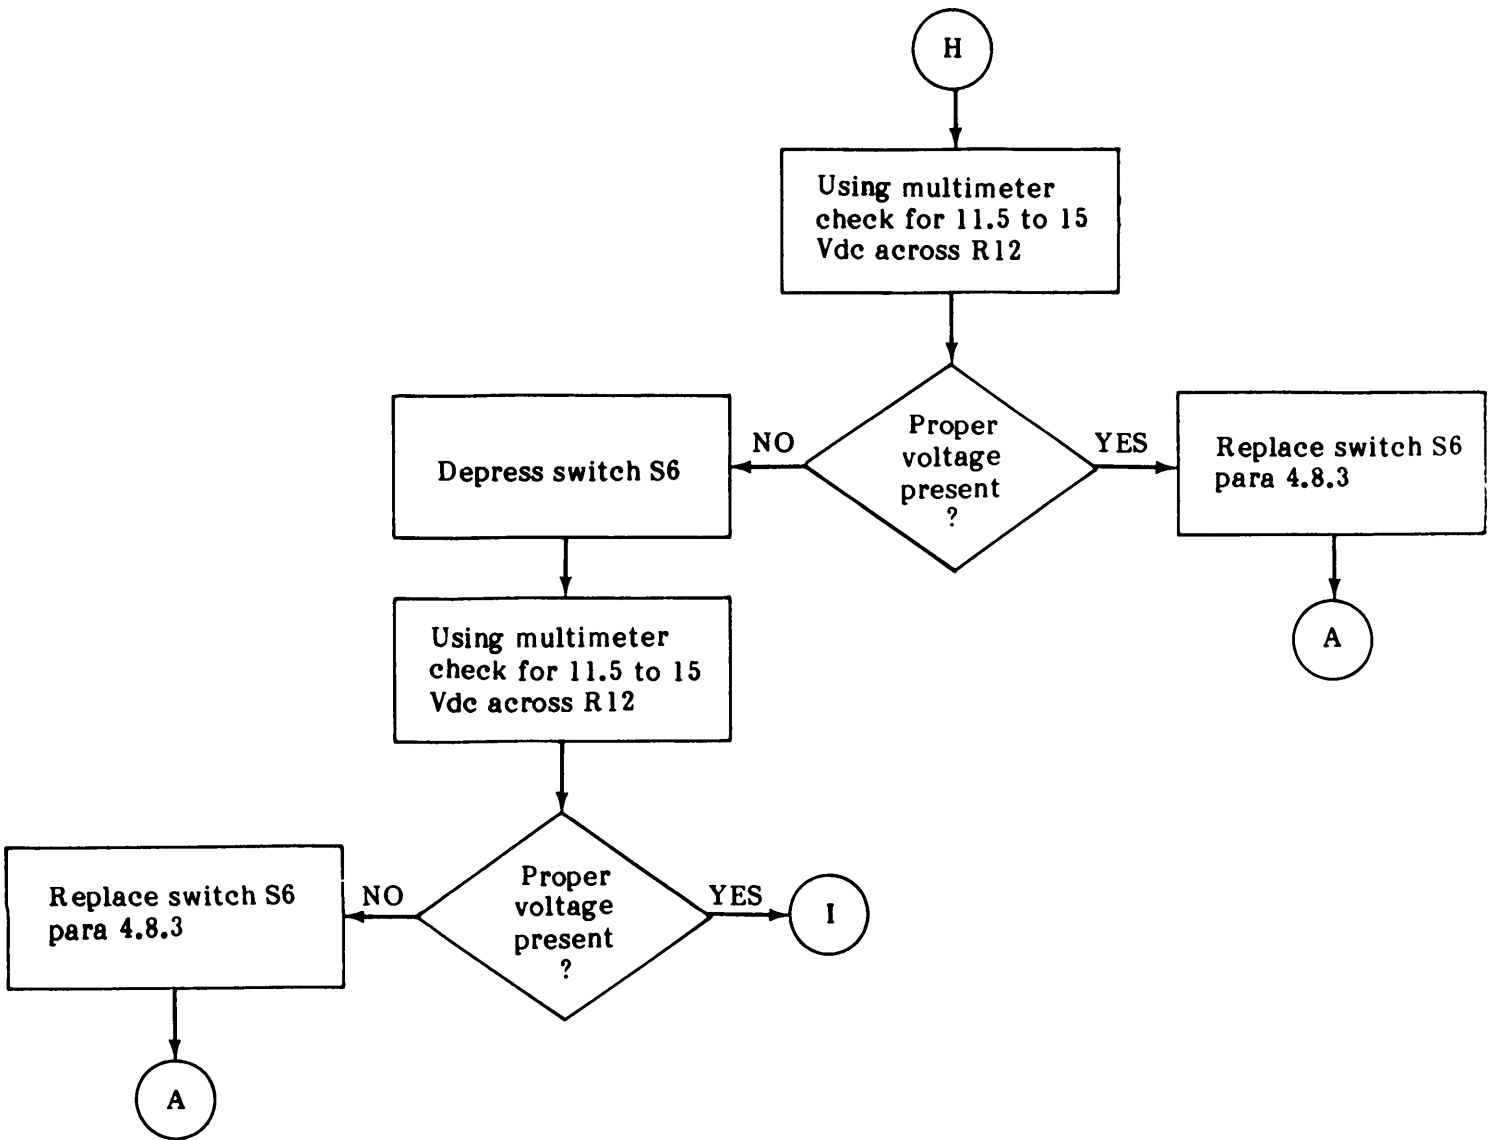 H
Using multimeter
check for 11.5 to 15
Vdc across R12
Proper
voltage
present
?
NO
YES
Depress switch S6
Replace switch S6
para 4.8.3
A
Using multimeter
check for 11.5 to 15
Vdc across R12
Proper
voltage
present
?
NO
YES
Replace switch S6
para 4.8.3
I
A